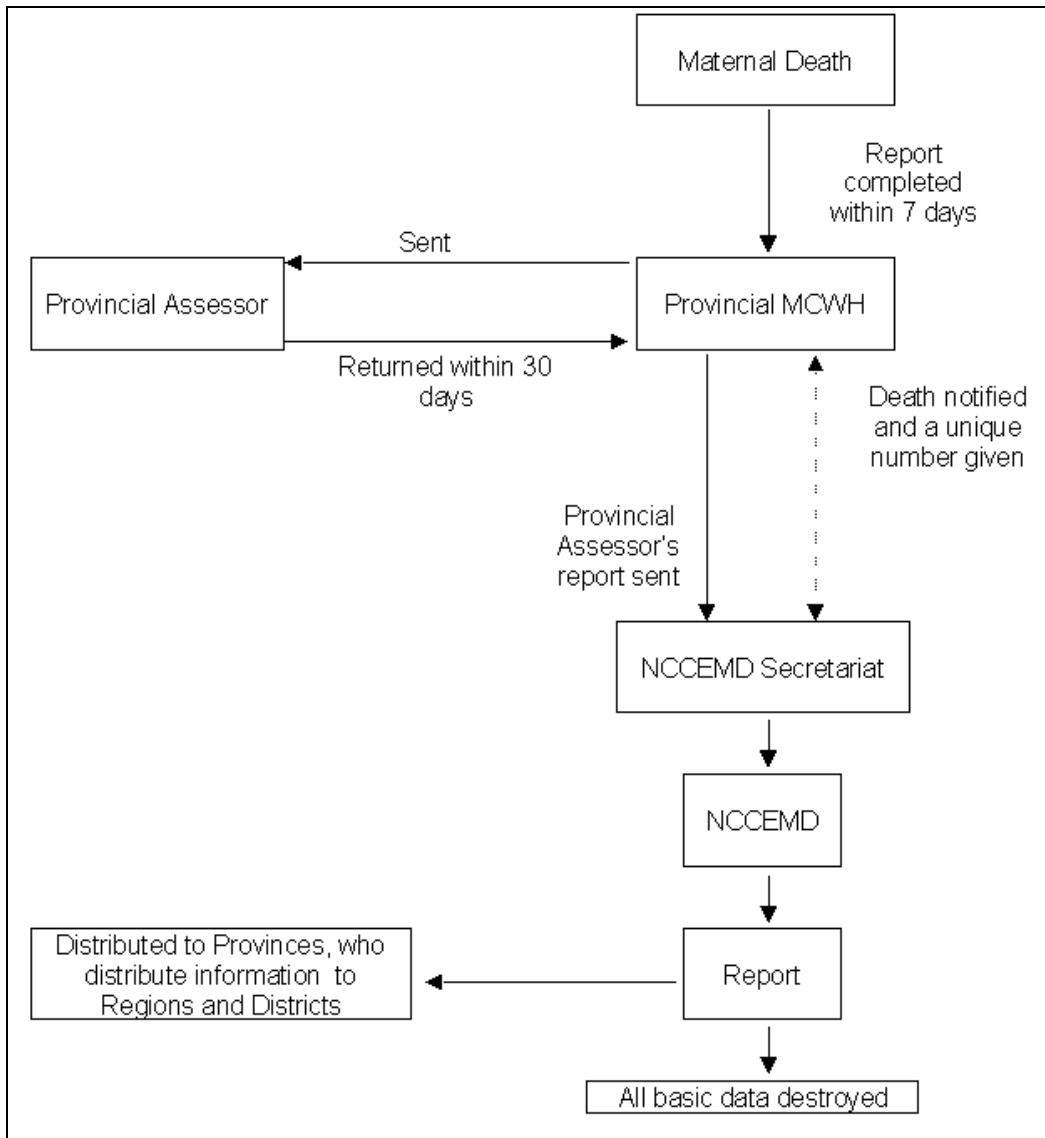 Maternal Death
Report
completed
within 7 days
Sent
Provincial Assessor
Provincial MCWH
Returned within 30
days
Death notified
and a unique
number given
Provincial
Assessor's
report sent
NCCEMD Secretariat
NCCEMD
Distributed to Provinces, who
distribute information to
Regions and Districts
Report
All basic data destroyed